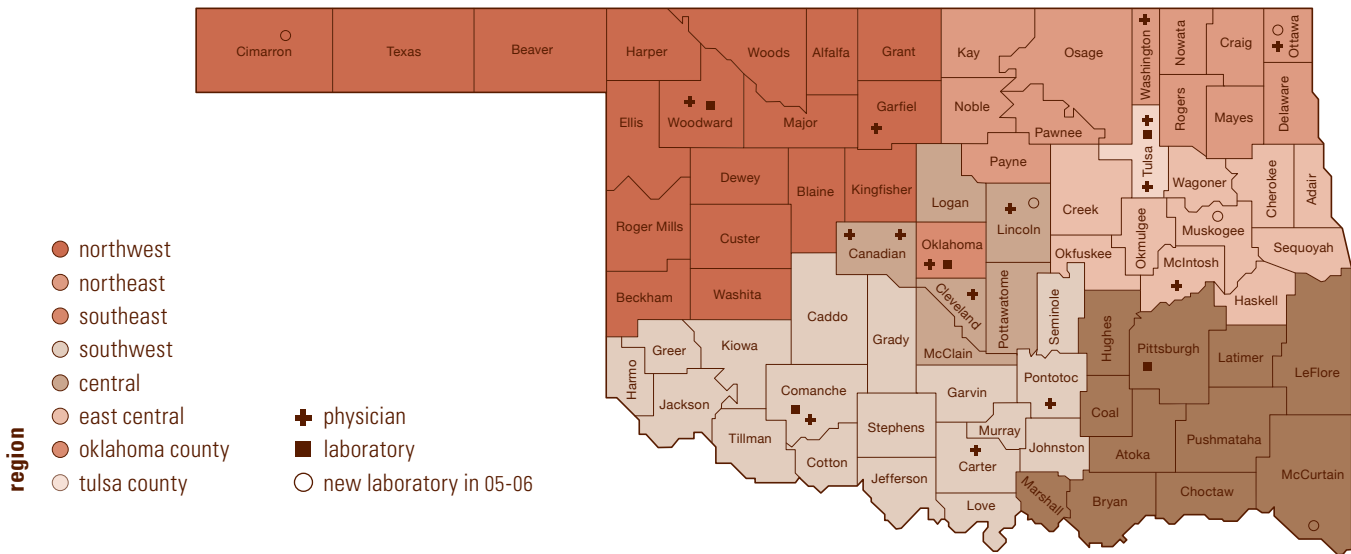 Cimarron
Texas
Beaver
Harper
Woods
Alfalfa
Grant
Kay
Osage
Washington
Nowata
Craig
Ottawa
Ellis
Woodward
Major
Garfiel
Noble
Pawnee
Rogers
Mayes
Delaware
Dewey
Blaine
Kingfisher
Logan
Payne
Creek
Tulsa
Wagoner
Cherokee
Adair
Roger Mills
Custer
Canadian
Oklahoma
Lincoln
Okmulgee
Muskogee
Sequoyah
Okfuskee
McIntosh
Haskell
Beckham
Washita
Caddo
Grady
Cleveland
McClain
Pottawatome
Seminole
Hughes
Pittsburgh
Latimer
LeFlore
Harmo
Greer
Kiowa
Jackson
Tillman
Comanche
Cotton
Stephens
Jefferson
Garvin
Murray
Carter
Love
Pontotoc
Johnston
Marshall
Coal
Atoka
Bryan
Pushmataha
Choctaw
McCurtain
region
northwest
northeast
southeast
southwest
central
east central
oklahoma county
tulsa county
physician
laboratory
new laboratory in 05-06